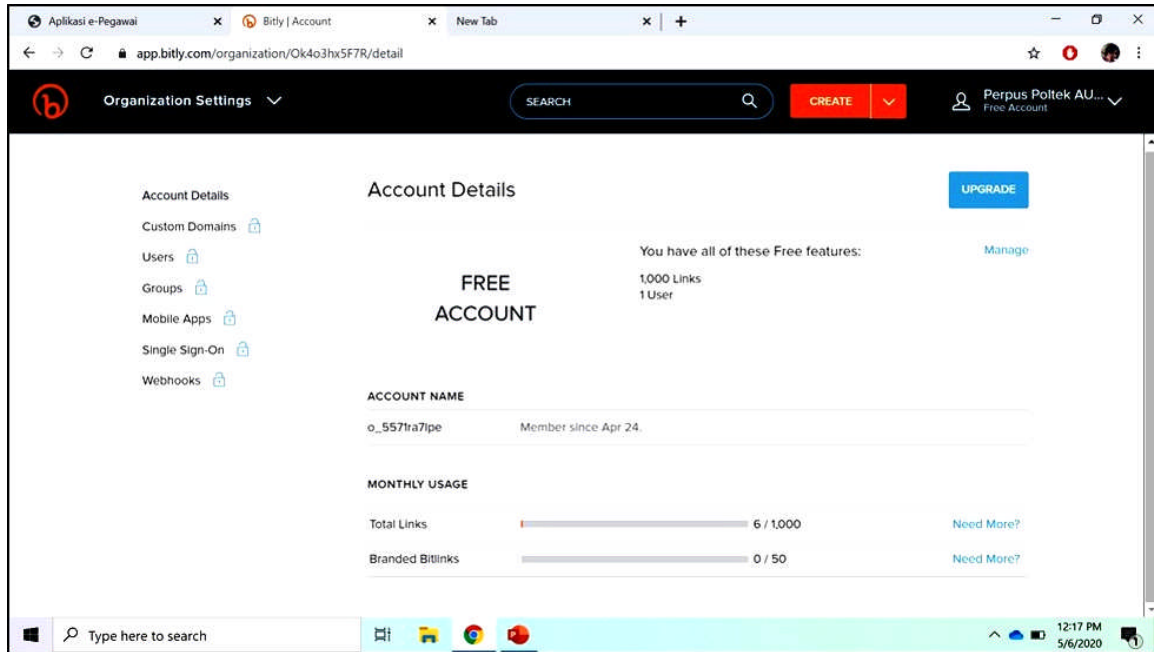 Aplikasi e-Pegawai
Bitly | Account
New Tab
app.bitly.com/organization/Ok4o3hx5F7R/detail
Organization Settings
SEARCH
CREATE
Perpus Poltek AU...
Free Account
Account Details
Custom Domains
Users
Groups
Mobile Apps
Single Sign-On
Webhooks
Account Details
UPGRADE
FREE
ACCOUNT
You have all of these Free features:
Manage
1,000 Links
1 User
ACCOUNT NAME
o_5571ra7lpe Member since Apr 24.
MONTHLY USAGE
Total Links 6 / 1,000 Need More?
Branded Bitlinks 0 / 50 Need More?
Type here to search
12:17 PM
5/6/2020
1